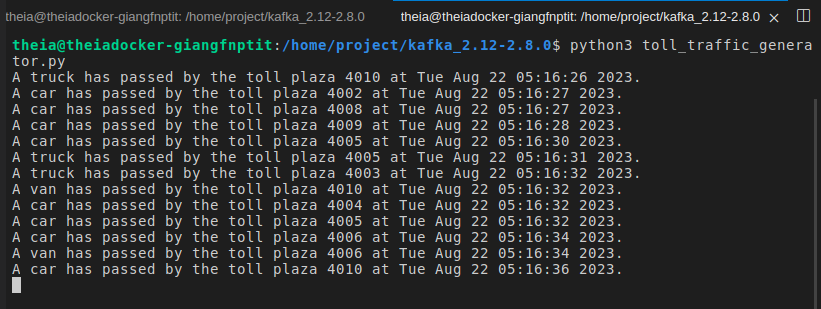 theia@theiadocker-giangfnptit: /home/project/kafka_2.12-2.8.0
theia@theiadocker-giangfnptit: /home/project/kafka_2.12-2.8.0 ×
theia@theiadocker-giangfnptit:/home/project/kafka_2.12-2.8.0$ python3 toll_traffic_genera
tor.py
A truck has passed by the toll plaza 4010 at Tue Aug 22 05:16:26 2023.
A car has passed by the toll plaza 4002 at Tue Aug 22 05:16:27 2023.
A car has passed by the toll plaza 4008 at Tue Aug 22 05:16:27 2023.
A car has passed by the toll plaza 4009 at Tue Aug 22 05:16:28 2023.
A car has passed by the toll plaza 4005 at Tue Aug 22 05:16:30 2023.
A truck has passed by the toll plaza 4005 at Tue Aug 22 05:16:31 2023.
A truck has passed by the toll plaza 4003 at Tue Aug 22 05:16:32 2023.
A van has passed by the toll plaza 4010 at Tue Aug 22 05:16:32 2023.
A car has passed by the toll plaza 4004 at Tue Aug 22 05:16:32 2023.
A car has passed by the toll plaza 4005 at Tue Aug 22 05:16:32 2023.
A car has passed by the toll plaza 4006 at Tue Aug 22 05:16:34 2023.
A van has passed by the toll plaza 4006 at Tue Aug 22 05:16:34 2023.
A car has passed by the toll plaza 4010 at Tue Aug 22 05:16:36 2023.